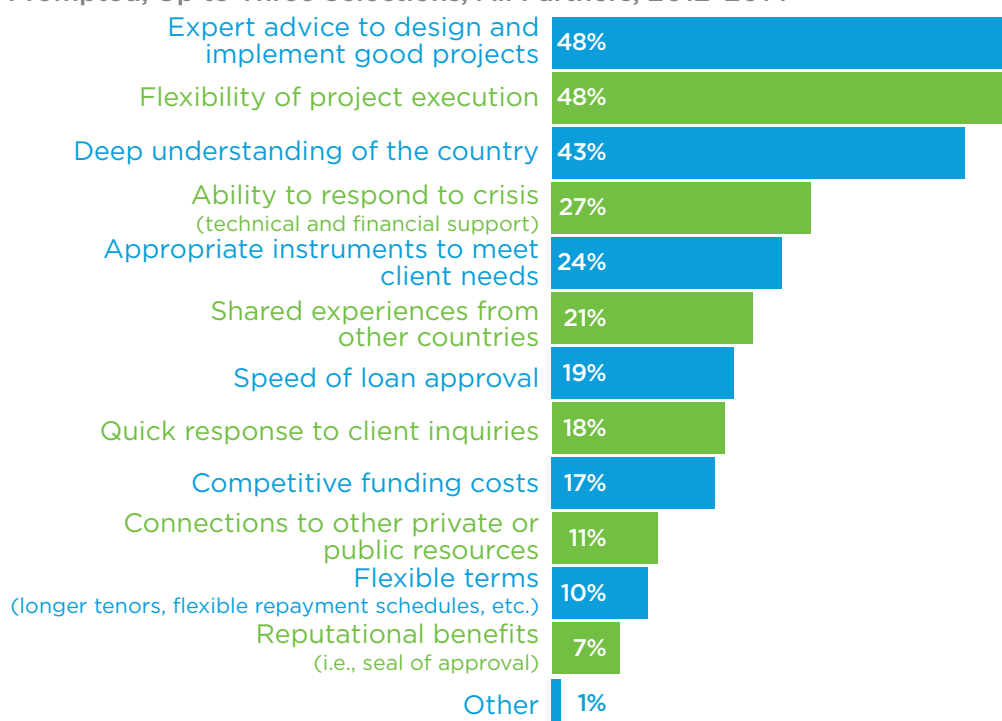 Expert advice to design and
implement good projects
48%
Flexibility of project execution
48%
Deep understanding of the country
43%
Ability to respond to crisis
(technical and financial support)
27%
Appropriate instruments to meet
client needs
24%
Shared experiences from
other countries
21%
Speed of loan approval
19%
Quick response to client inquiries
18%
Competitive funding costs
17%
Connections to other private or
public resources
11%
Flexible terms
(longer tenors, flexible repayment schedules, etc.)
10%
Reputational benefits
(i.e., seal of approval)
7%
Other
1%